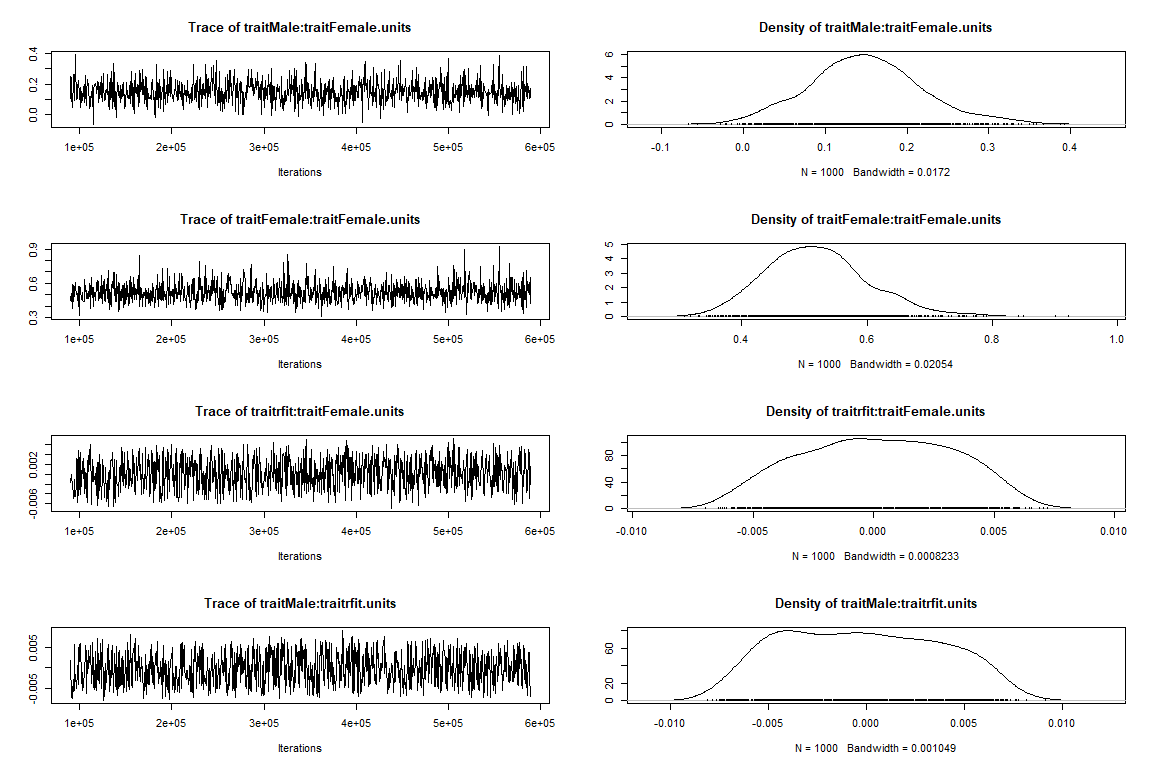 Trace of traitMale:traitFemale.units
0.0 0.2 0.4
1e+05 2e+05 3e+05 4e+05 5e+05 6e+05
Iterations
Density of traitMale:traitFemale.units
0 2 4 6
-0.1 0.0 0.1 0.2 0.3 0.4
N = 1000 Bandwidth = 0.0172
Trace of traitFemale:traitFemale.units
0.3 0.6 0.9
1e+05 2e+05 3e+05 4e+05 5e+05 6e+05
Iterations
Density of traitFemale:traitFemale.units
0 1 2 3 4 5
0.4 0.6 0.8 1.0
N = 1000 Bandwidth = 0.02054
Trace of traitrfit:traitFemale.units
-0.006 0.002
1e+05 2e+05 3e+05 4e+05 5e+05 6e+05
Iterations
Density of traitrfit:traitFemale.units
0 40 80
-0.010 -0.005 0.000 0.005 0.010
N = 1000 Bandwidth = 0.0008233
Trace of traitMale:traitrfit.units
-0.005 0.005
1e+05 2e+05 3e+05 4e+05 5e+05 6e+05
Iterations
Density of traitMale:traitrfit.units
0 20 60
-0.010 -0.005 0.000 0.005 0.010
N = 1000 Bandwidth = 0.001049